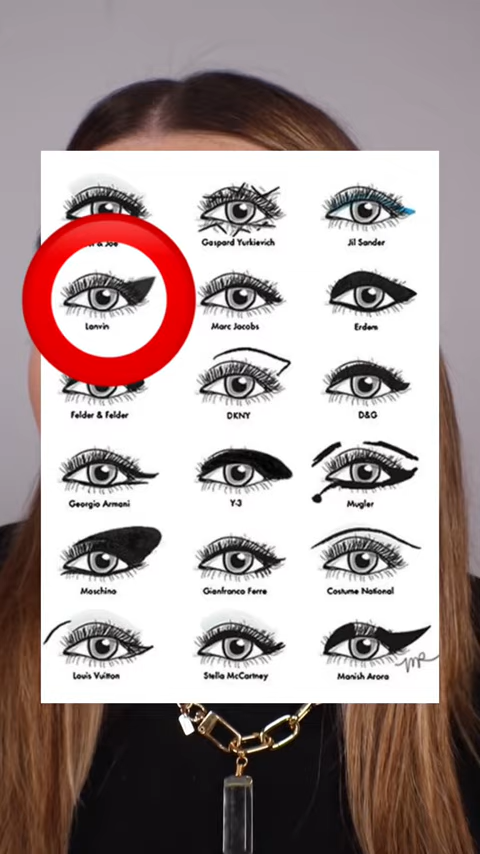 & Joe
Gaspard Yurkievich
Jil Sander
Lanvin
Marc Jacobs
Erdem
Felder & Felder
DKNY
D&G
Georgio Armani
Y-3
Mugler
Moschino
Gianfranco Ferre
Costume National
Louis Vuitton
Stella McCartney
Manish Arora